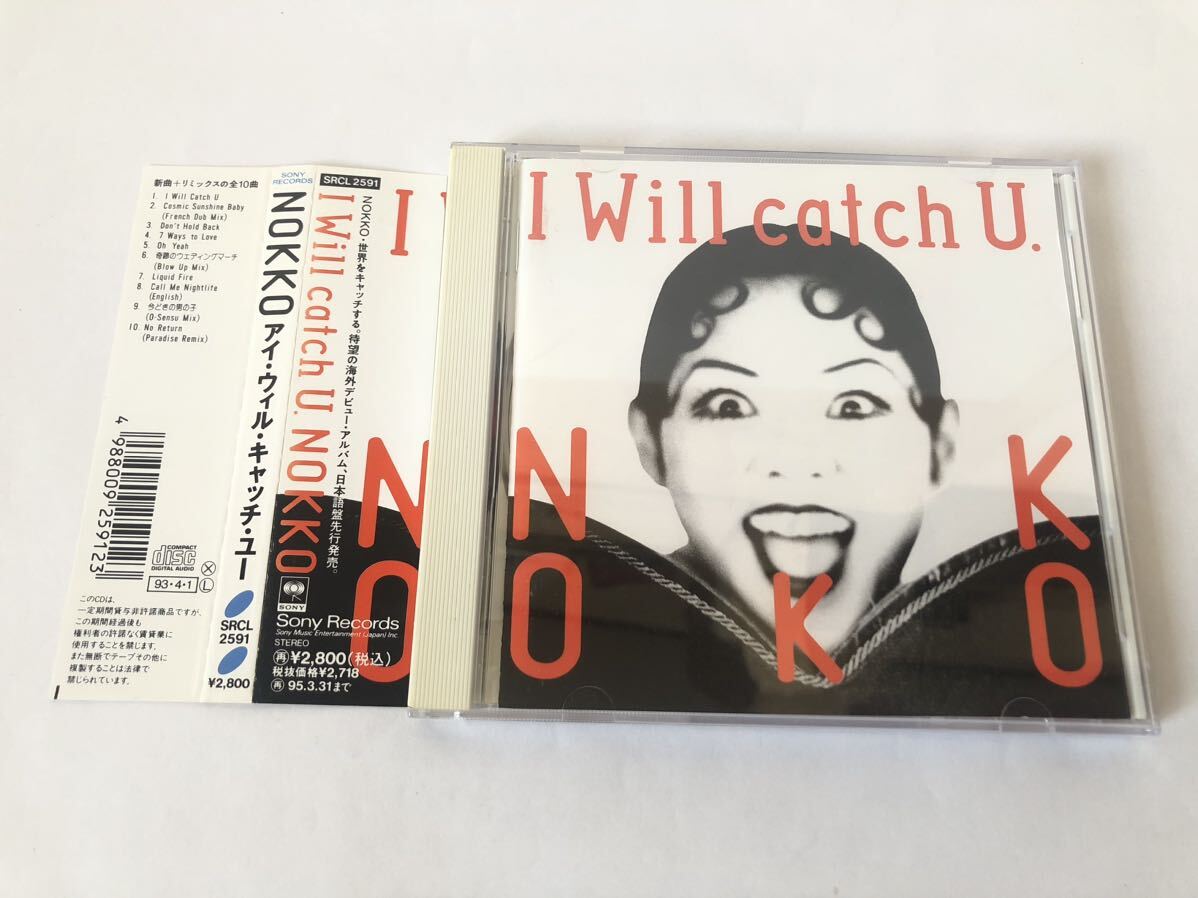 新曲+リミックスの全10曲
1. I Will Catch U
2. Cosmic Sunshine Baby
(French Dub Mix)
3. Don't Hold Back
4. 7 Ways to Love
5. Oh Yeah
6. 奇跡のウエディングマーチ
(Blow Up Mix)
7. Liquid Fire
8. Call Me Nightlife
(English)
9. 今どきの男の子
(O-Sensu Mix)
10. No Return
(Paradise Remix)
4 988009 259123
COMPACT
disc
DIGITAL AUDIO
93・4・1
L
このCDは、
一定期間貸与非許諾商品ですが、
この期間経過後も
権利者の許諾なく賃貸業に
使用することを禁じます。
また無断でテープその他に
複製することは法律で
禁じられています。
SONY
RECORDS
NOKKO アイ・ウィル・キャッチ・ユー
SRCL
2591
¥2,800
SRCL 2591
NOKKO・世界をキャッチする。待望の海外デビュー・アルバム、日本語盤先行発売。
I Will catch U. NOKKO
SONY
Sony Records
Sony Music Entertainment (Japan) Inc.
STEREO
再¥2,800(税込)
税抜価格¥2,718
再95.3.31まで
I
N
O
I Will catch U.
N K
O K O